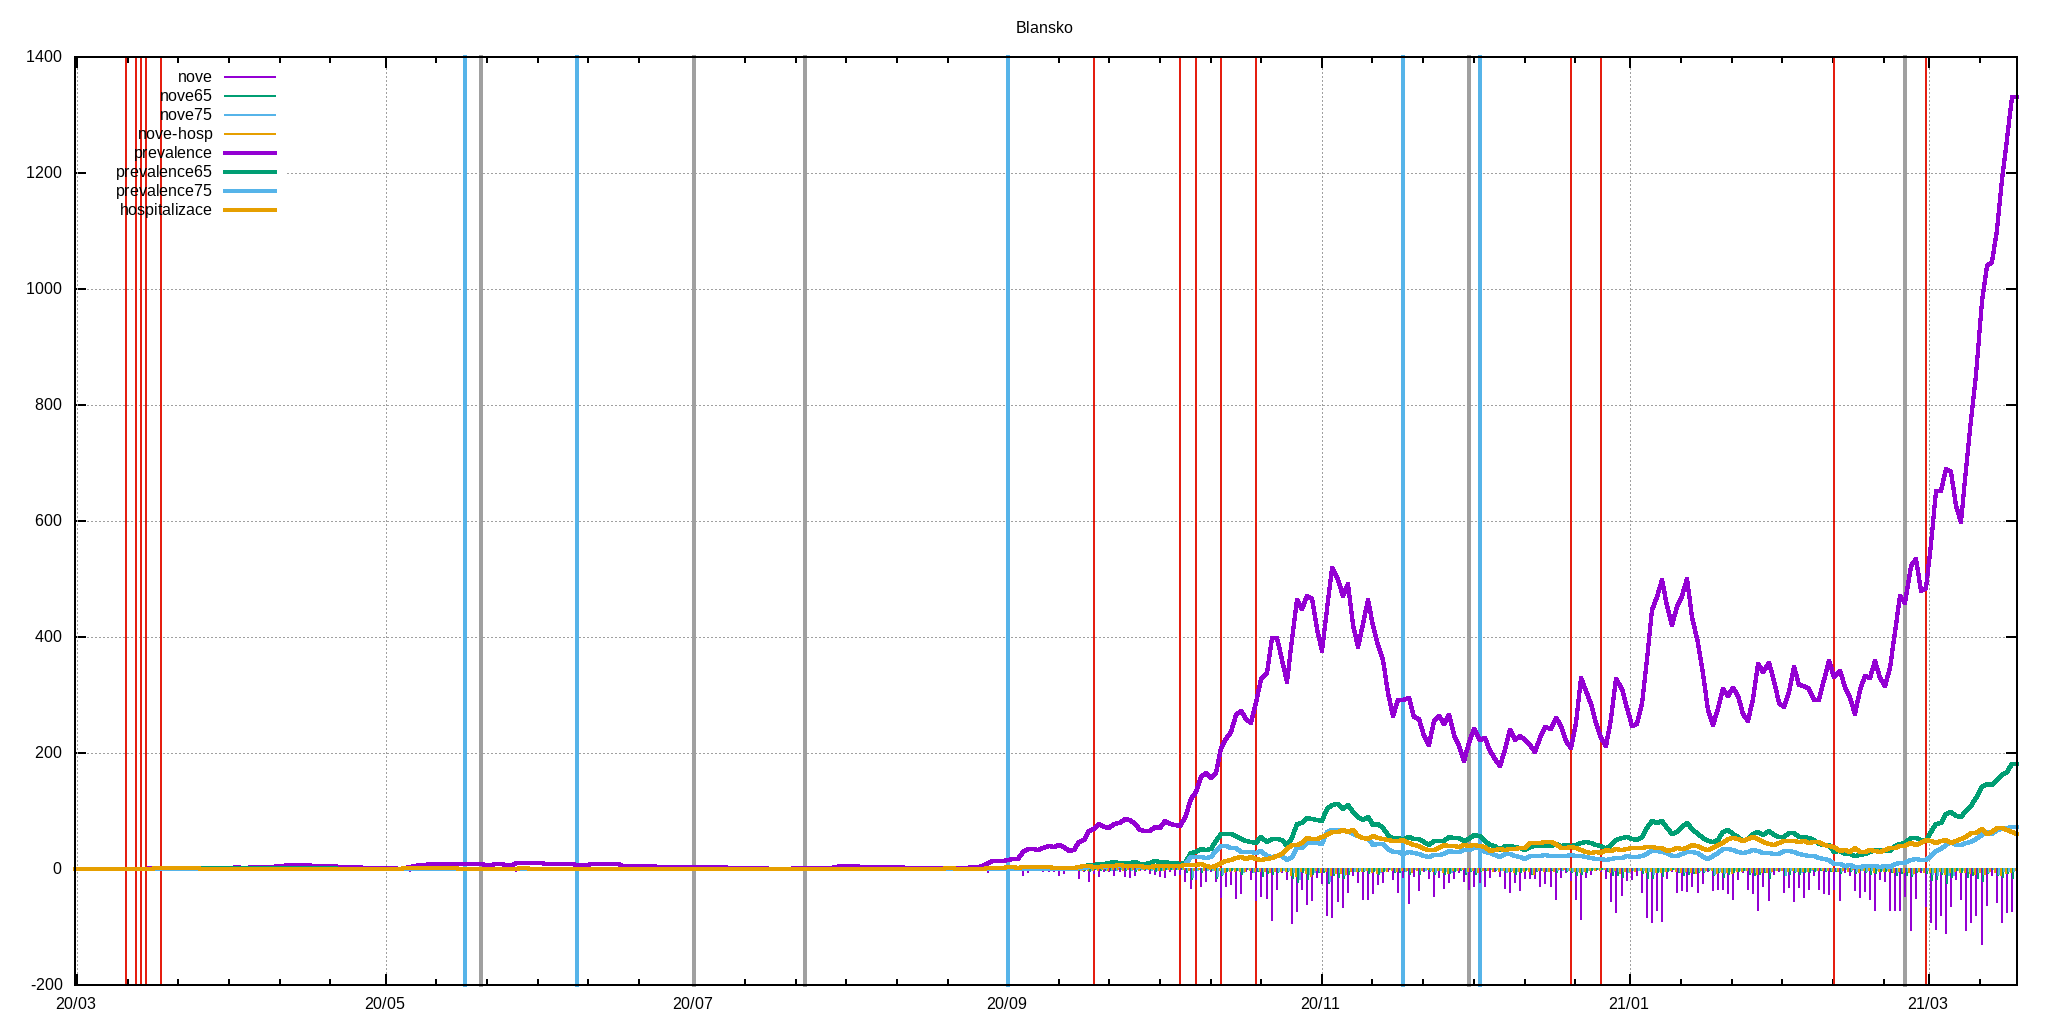 Blansko
1400
1200
1000
800
600
400
200
0
-200
nove
nove65
nove75
nove-hosp
prevalence
prevalence65
prevalence75
hospitalizace
20/03
20/05
20/07
20/09
20/11
21/01
21/03